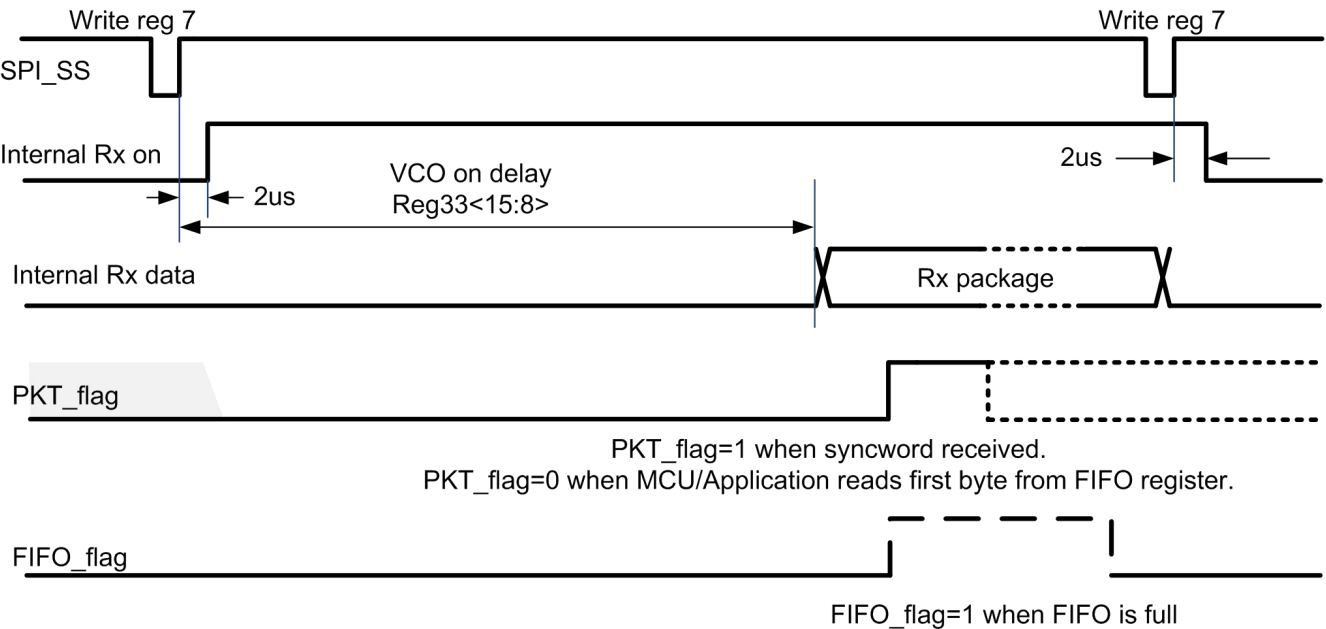 Write reg 7
Write reg 7
SPI_SS
Internal Rx on
2us
VCO on delay
2us
Reg33<15:8>
Internal Rx data
Rx package
PKT_flag
PKT_flag=1 when syncword received.
PKT_flag=0 when MCU/Application reads first byte from FIFO register.
FIFO_flag
FIFO_flag=1 when FIFO is full